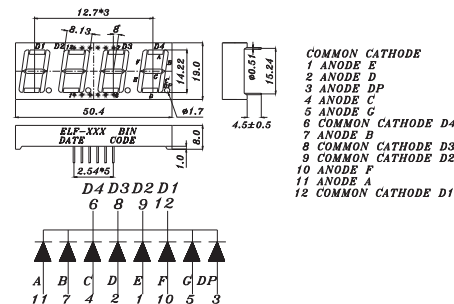 12.7*3
8.13
8
D1 D2 D3 D4
A
F B
G
E C
D
14.22
19.0
50.4
ø1.7
ø0.51
15.24
4.5±0.5
ELF-XXX BIN
DATE CODE
8.0
1.0
2.54*5
COMMON CATHODE
1 ANODE E
2 ANODE D
3 ANODE DP
4 ANODE C
5 ANODE G
6 COMMON CATHODE D4
7 ANODE B
8 COMMON CATHODE D3
9 COMMON CATHODE D2
10 ANODE F
11 ANODE A
12 COMMON CATHODE D1
D4 D3 D2 D1
6 8 9 12
A B C D E F G DP
11 7 4 2 1 10 5 3